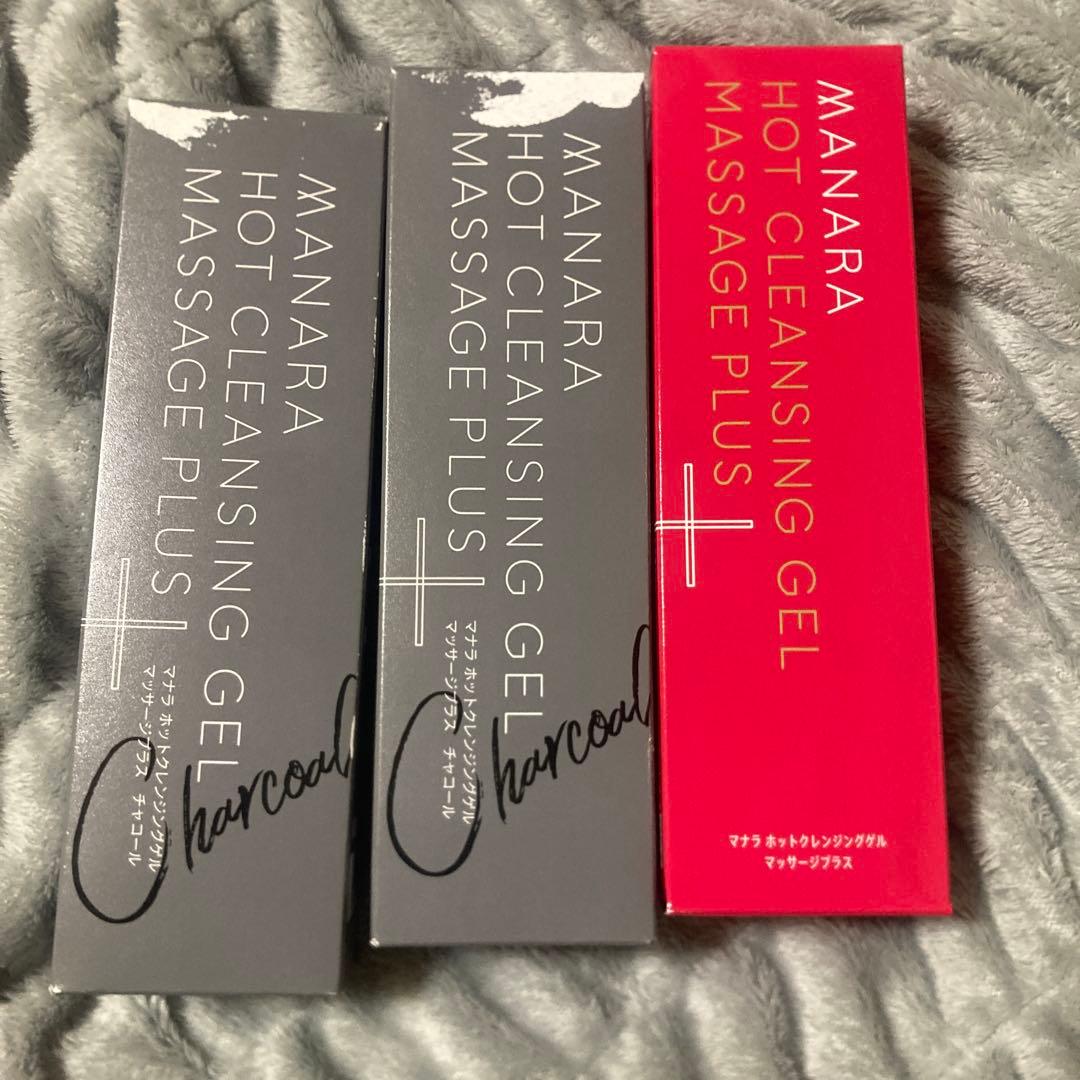 MANARA
HOT CLEANSING GEL
MASSAGE PLUS
マナラ ホットクレンジングゲル
マッサージプラス チャコール
Charcoal
MANARA
HOT CLEANSING GEL
MASSAGE PLUS
マナラ ホットクレンジングゲル
マッサージプラス チャコール
Charcoal
MANARA
HOT CLEANSING GEL
MASSAGE PLUS
マナラ ホットクレンジングゲル
マッサージプラス